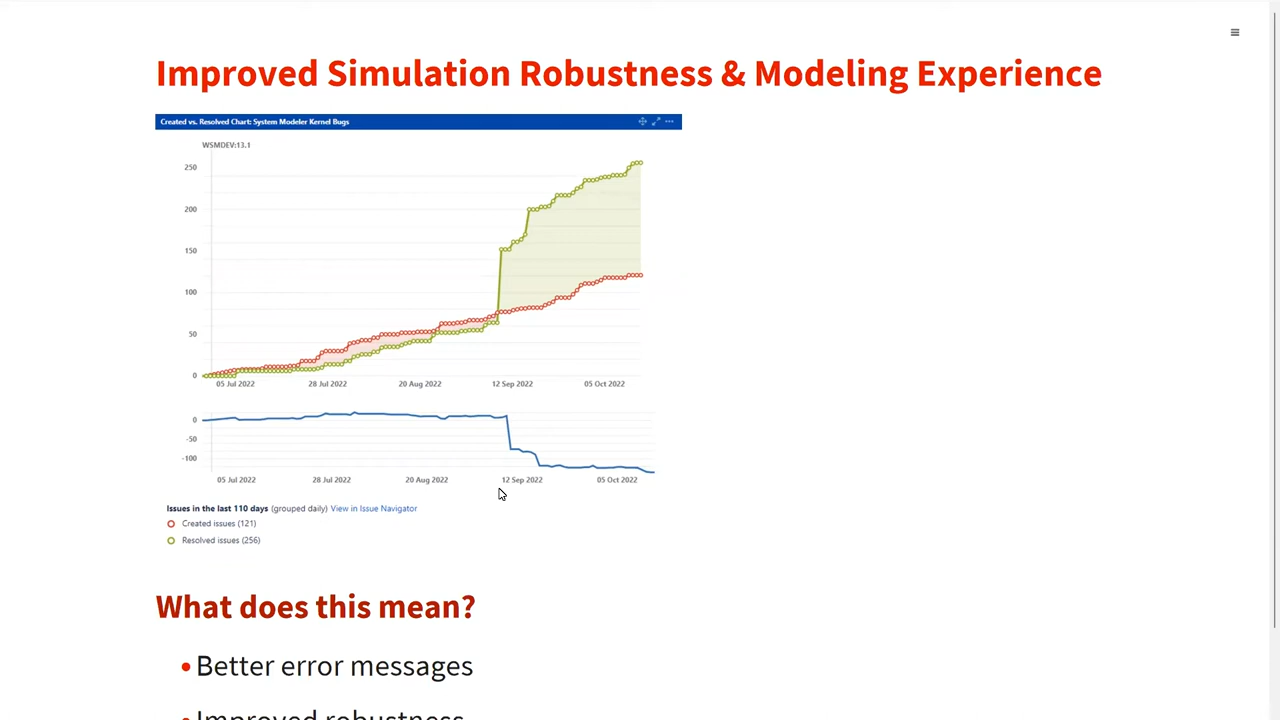 Improved Simulation Robustness & Modeling Experience
Created vs. Resolved Chart: System Modeler Kernel Bugs
WSMDEV:13.1
250
200
150
100
50
0
05 Jul 2022 28 Jul 2022 20 Aug 2022 12 Sep 2022 05 Oct 2022
0
-50
-100
05 Jul 2022 28 Jul 2022 20 Aug 2022 12 Sep 2022 05 Oct 2022
Issues in the last 110 days (grouped daily) View in Issue Navigator
Created issues (121)
Resolved issues (256)
What does this mean?
• Better error messages
• Improved robustness